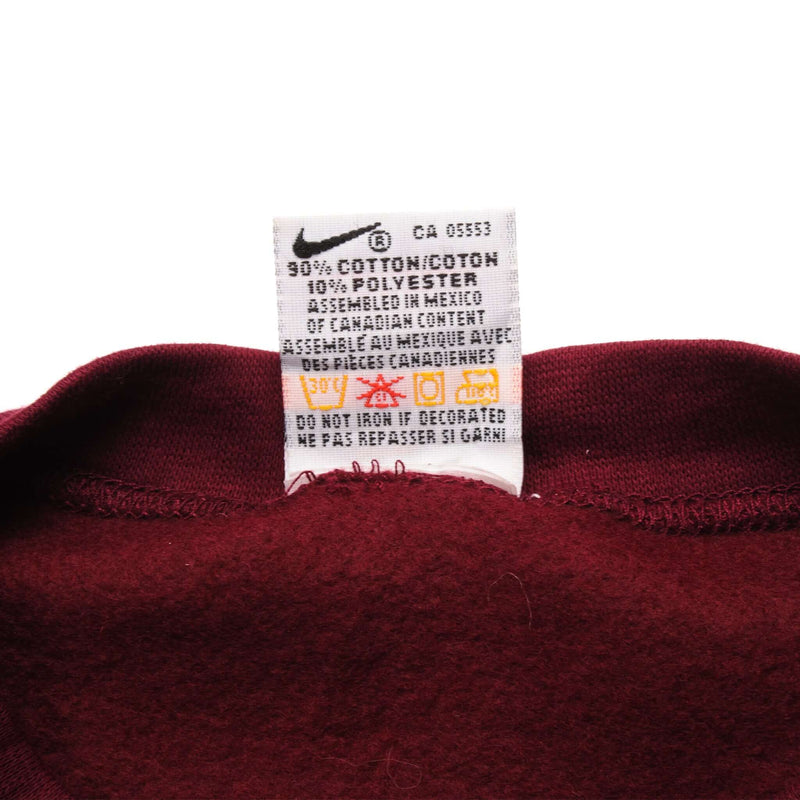 ® CA 05553
90% COTTON/COTON
10% POLYESTER
ASSEMBLED IN MEXICO
OF CANADIAN CONTENT
ASSEMBLE AU MEXIQUE AVEC
DES PIÈCES CANADIENNES
30°C
DO NOT IRON IF DECORATED
NE PAS REPASSER SI GARNI